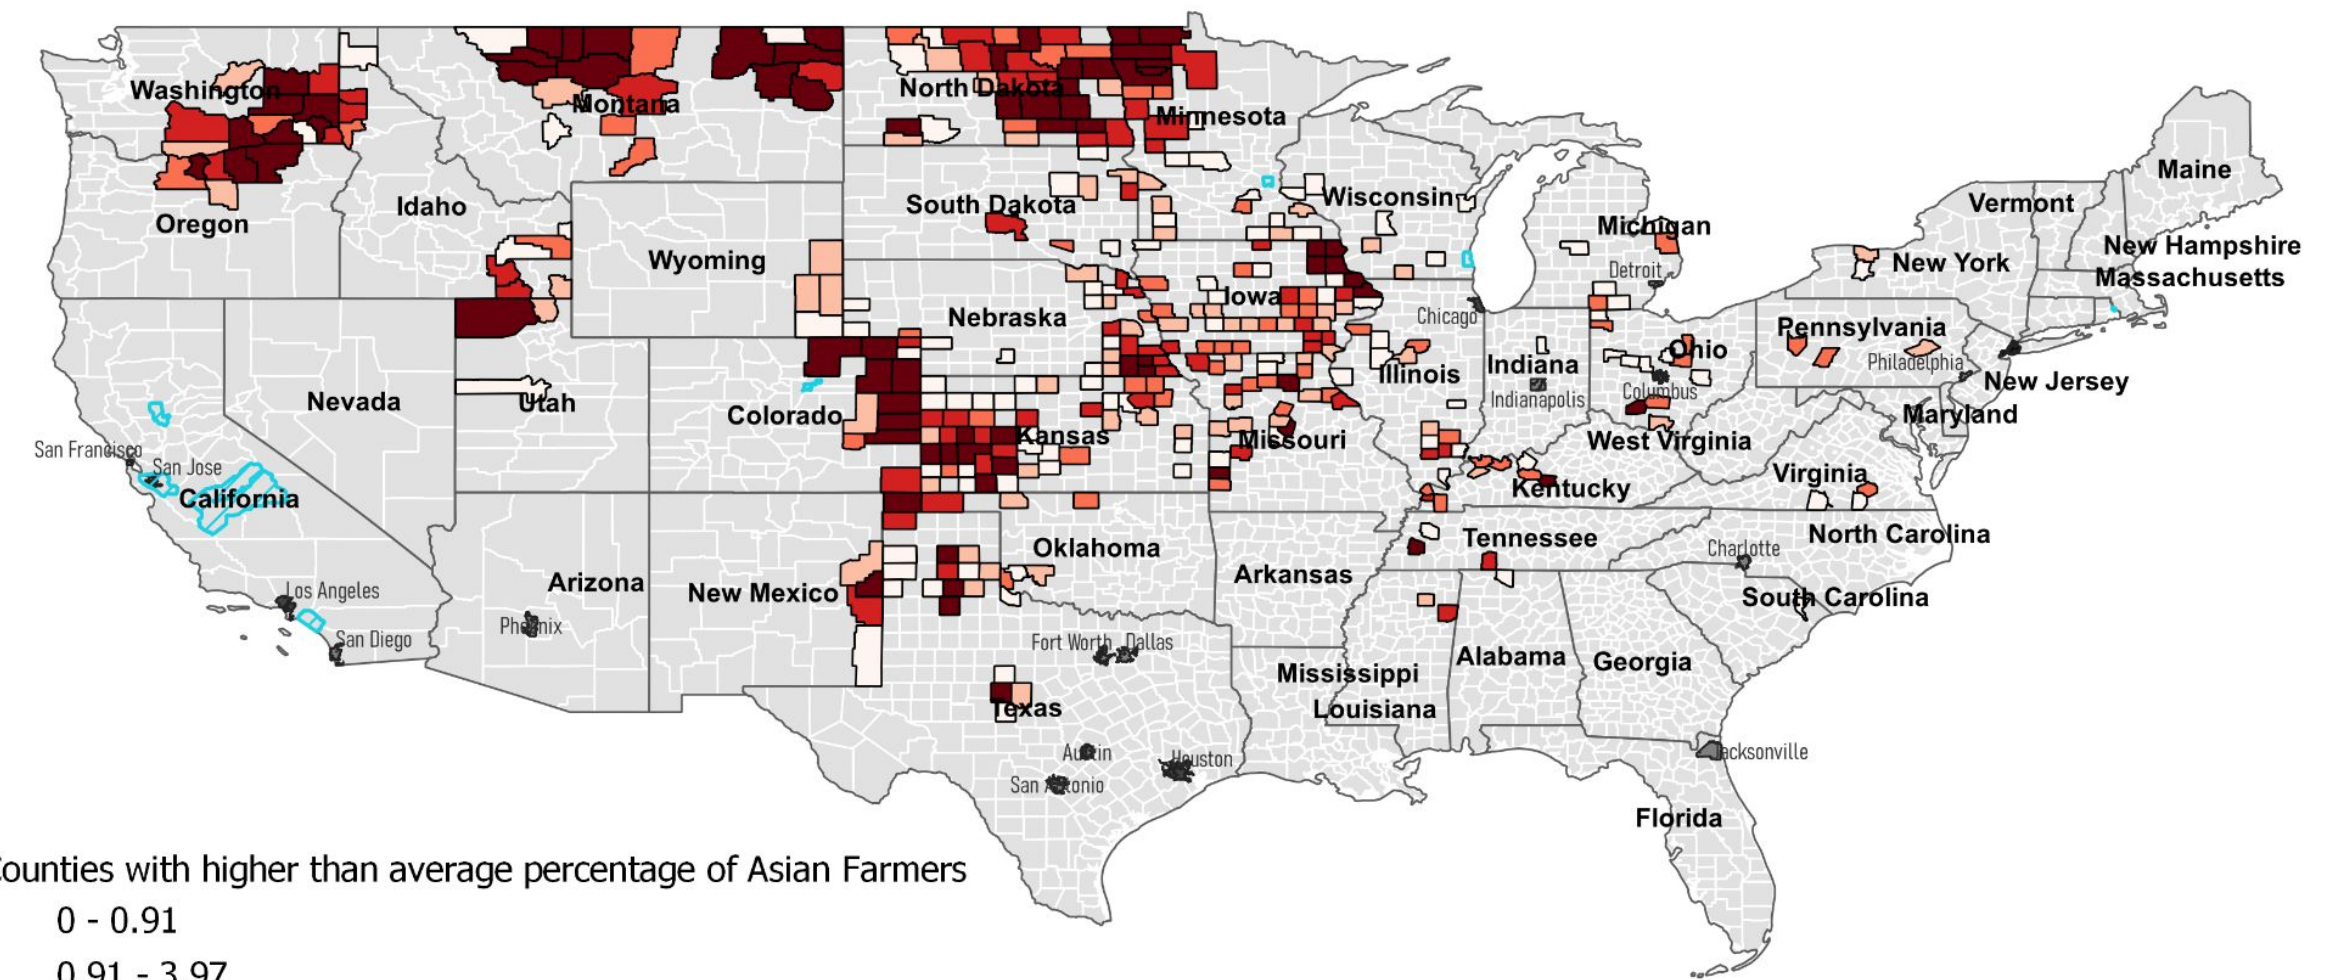 Washington
Montana
North Dakota
Minnesota
Maine
Oregon
Idaho
South Dakota
Wisconsin
Michigan
Vermont
New Hampshire
Massachusetts
New York
Wyoming
Detroit
Nebraska
Iowa
Chicago
Pennsylvania
Philadelphia
Ohio
Indiana
Illinois
Columbus
Indianapolis
New Jersey
Nevada
Utah
Colorado
Maryland
Kansas
Missouri
West Virginia
San Francisco
San Jose
California
Virginia
Kentucky
Oklahoma
Tennessee
Charlotte
North Carolina
Arizona
New Mexico
Arkansas
Los Angeles
South Carolina
San Diego
Phoenix
Fort Worth
Dallas
Mississippi
Alabama
Georgia
Texas
Louisiana
Austin
Houston
San Antonio
Jacksonville
Florida
Counties with higher than average percentage of Asian Farmers
0 - 0.91
0.91 - 3.97